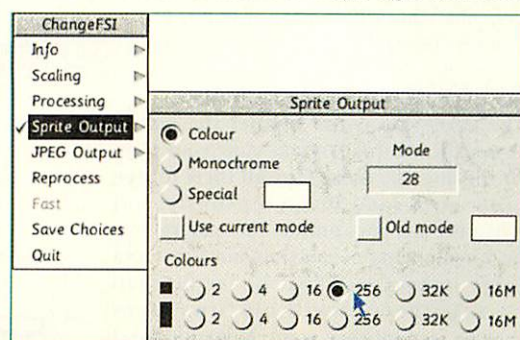 ChangeFSI
Info
Scaling
Processing
Sprite Output
JPEG Output
Reprocess
Fast
Save Choices
Quit
Sprite Output
Colour
Monochrome
Special
Mode
28
Use current mode
Old mode
Colours
2 4 16 256 32K 16M
2 4 16 256 32K 16M